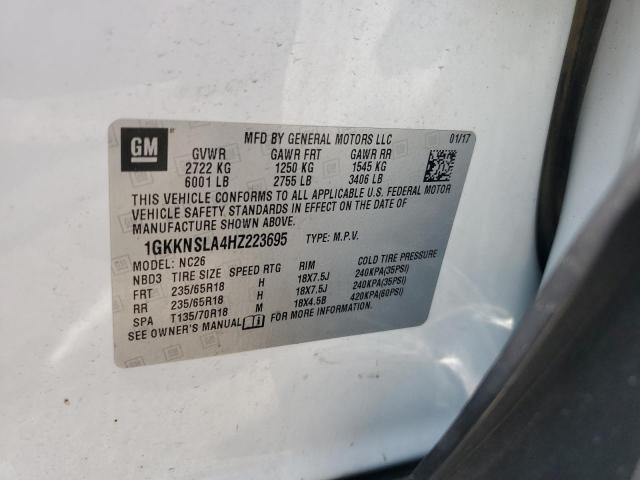 GM
MFD BY GENERAL MOTORS LLC 01/17
GVWR GAWR FRT GAWR RR
2722 KG 1250 KG 1545 KG
6001 LB 2755 LB 3406 LB
THIS VEHICLE CONFORMS TO ALL APPLICABLE U.S. FEDERAL MOTOR
VEHICLE SAFETY STANDARDS IN EFFECT ON THE DATE OF
MANUFACTURE SHOWN ABOVE.
1GKKNSLA4HZ223695 TYPE: M.P.V.
MODEL: NC26
NBD3 TIRE SIZE SPEED RTG RIM COLD TIRE PRESSURE
FRT 235/65R18 H 18X7.5J 240KPA(35PSI)
RR 235/65R18 H 18X7.5J 240KPA(35PSI)
SPA T135/70R18 M 18X4.5B 420KPA(60PSI)
SEE OWNER'S MANUAL FOR MORE INFORMATION.